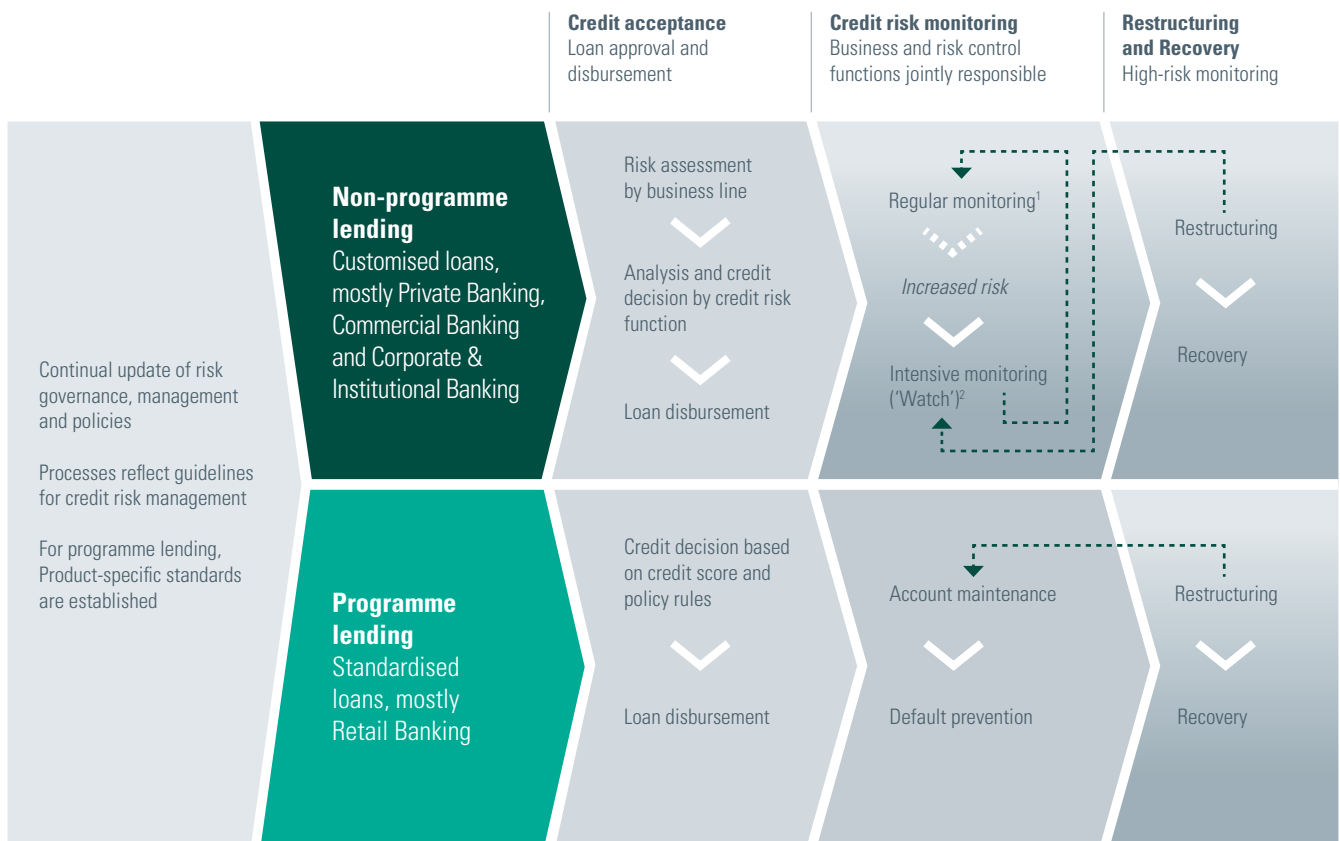 Credit acceptance
Loan approval and
disbursement
Credit risk monitoring
Business and risk control
functions jointly responsible
Restructuring
and Recovery
High-risk monitoring
Continual update of risk
governance, management
and policies
Processes reflect guidelines
for credit risk management
For programme lending,
Product-specific standards
are established
Non-programme
lending
Customised loans,
mostly Private Banking,
Commercial Banking
and Corporate &
Institutional Banking
Risk assessment
by business line
Analysis and credit
decision by credit risk
function
Loan disbursement
Regular monitoring¹
Increased risk
Intensive monitoring
(‘Watch’)²
Restructuring
Recovery
Programme
lending
Standardised
loans, mostly
Retail Banking
Credit decision based
on credit score and
policy rules
Loan disbursement
Account maintenance
Default prevention
Restructuring
Recovery